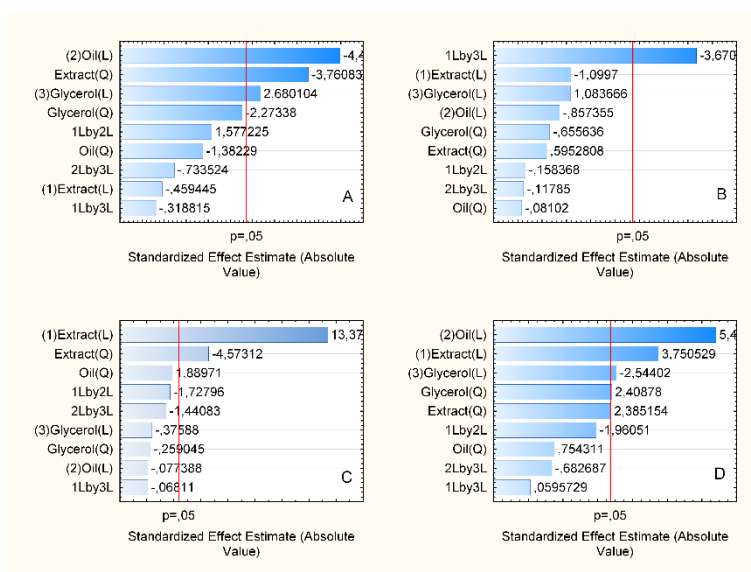 (2)Oil(L) -4,4
Extract(Q) -3,76083
(3)Glycerol(L) 2,680104
Glycerol(Q) -2,27338
1Lby2L 1,577225
Oil(Q) -1,38229
2Lby3L -,733524
(1)Extract(L) -,459445
1Lby3L -,318815
A
p=,05
Standardized Effect Estimate (Absolute
Value)
1Lby3L -3,670
(1)Extract(L) -1,0997
(3)Glycerol(L) 1,083666
(2)Oil(L) -,857355
Glycerol(Q) -,655636
Extract(Q) ,5952808
1Lby2L -,158368
2Lby3L -,11785
Oil(Q) -,08102
B
p=,05
Standardized Effect Estimate (Absolute
Value)
(1)Extract(L) 13,37
Extract(Q) -4,57312
Oil(Q) 1,88971
1Lby2L -1,72796
2Lby3L -1,44083
(3)Glycerol(L) -,37588
Glycerol(Q) -,259045
(2)Oil(L) -,077388
1Lby3L -,06811
C
p=,05
Standardized Effect Estimate (Absolute
Value)
(2)Oil(L) 5,4
(1)Extract(L) 3,750529
(3)Glycerol(L) -2,54402
Glycerol(Q) 2,40878
Extract(Q) 2,385154
1Lby2L -1,96051
Oil(Q) ,754311
2Lby3L -,682687
1Lby3L ,0595729
D
p=,05
Standardized Effect Estimate (Absolute
Value)